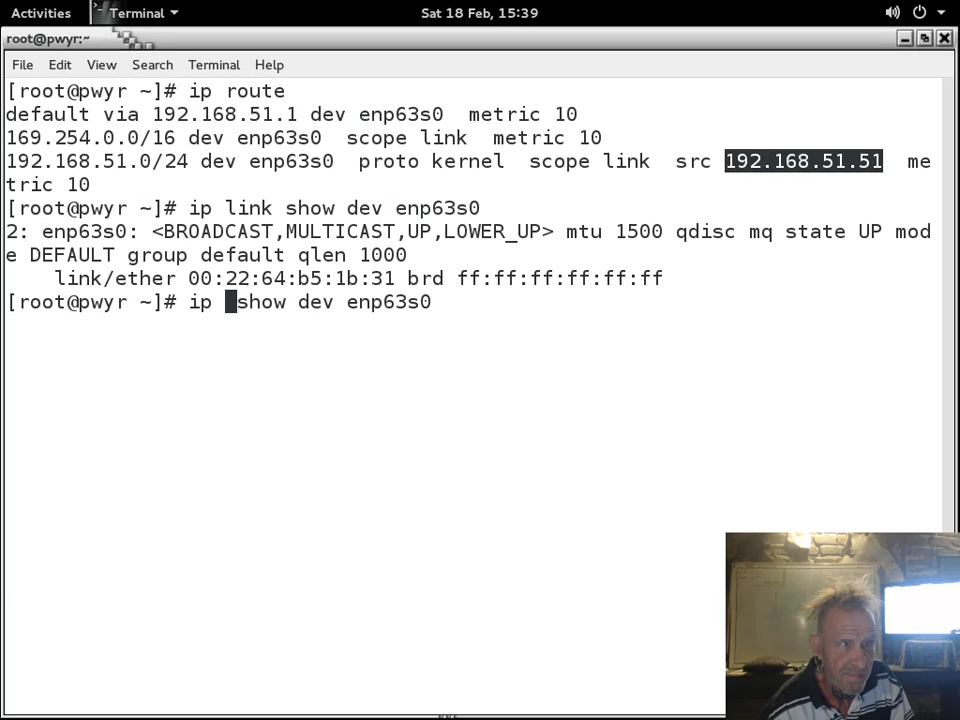 Activities Terminal Sat 18 Feb, 15:39
root@pwyr:~
File Edit View Search Terminal Help
[root@pwyr ~]# ip route
default via 192.168.51.1 dev enp63s0  metric 10
169.254.0.0/16 dev enp63s0  scope link  metric 10
192.168.51.0/24 dev enp63s0  proto kernel  scope link  src 192.168.51.51  me
tric 10
[root@pwyr ~]# ip link show dev enp63s0
2: enp63s0: <BROADCAST,MULTICAST,UP,LOWER_UP> mtu 1500 qdisc mq state UP mod
e DEFAULT group default qlen 1000
    link/ether 00:22:64:b5:1b:31 brd ff:ff:ff:ff:ff:ff
[root@pwyr ~]# ip  show dev enp63s0